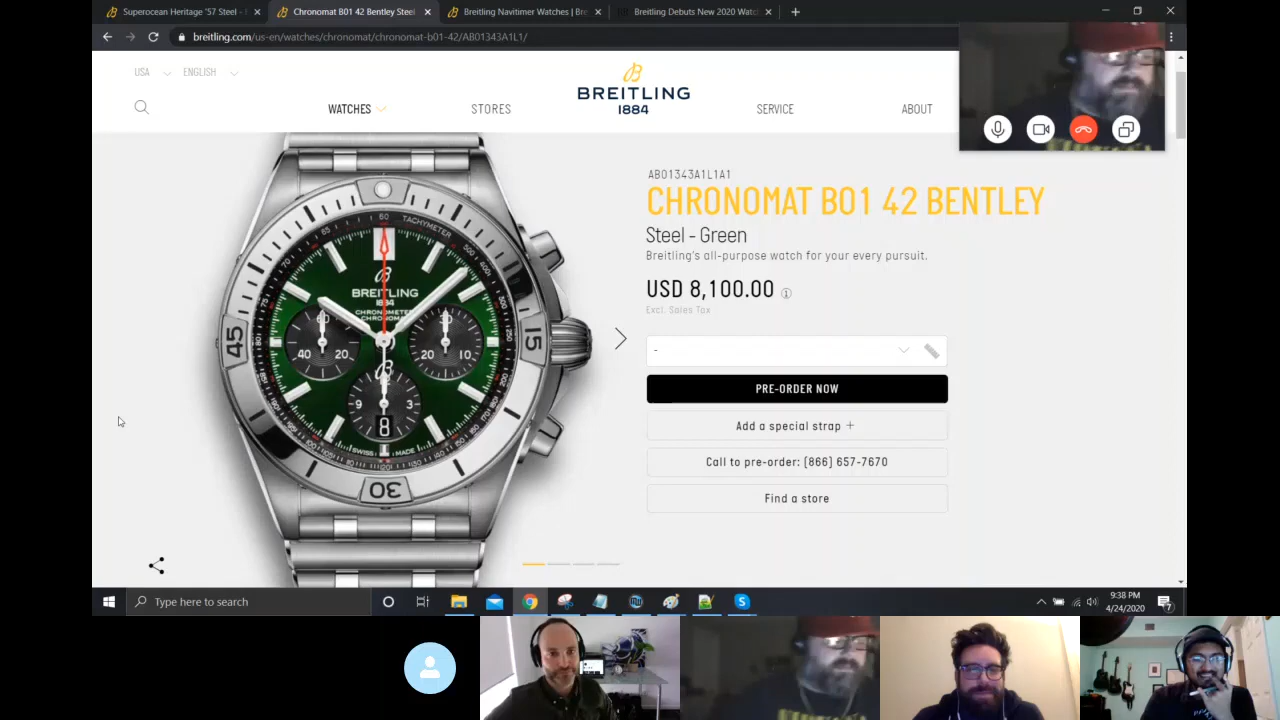 Superocean Heritage '57 Steel -
Chronomat B01 42 Bentley Steel
Breitling Navitimer Watches | Bre
Breitling Debuts New 2020 Watc
breitling.com/us-en/watches/chronomat/chronomat-b01-42/AB01343A1L1/
USA
ENGLISH
BREITLING
1884
WATCHES
STORES
SERVICE
ABOUT
AB01343A1L1A1
CHRONOMAT B01 42 BENTLEY
Steel - Green
Breitling's all-purpose watch for your every pursuit.
USD 8,100.00
Excl. Sales Tax
-
PRE-ORDER NOW
Add a special strap +
Call to pre-order: (866) 657-7670
Find a store
60
TACHYMETER
BREITLING
1884
CHRONOMETER
45
15
60
40 20
20 10
9 3
8
SWISS MADE
30
Type here to search
9:38 PM
4/24/2020
7